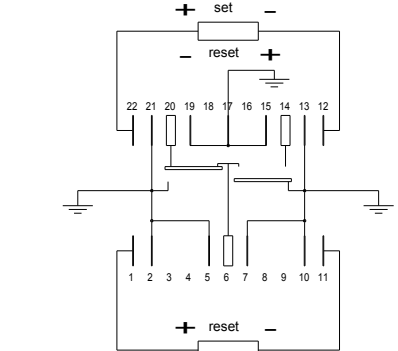 + set –
– reset +
22 21 20 19 18 17 16 15 14 13 12
1 2 3 4 5 6 7 8 9 10 11
+ reset –